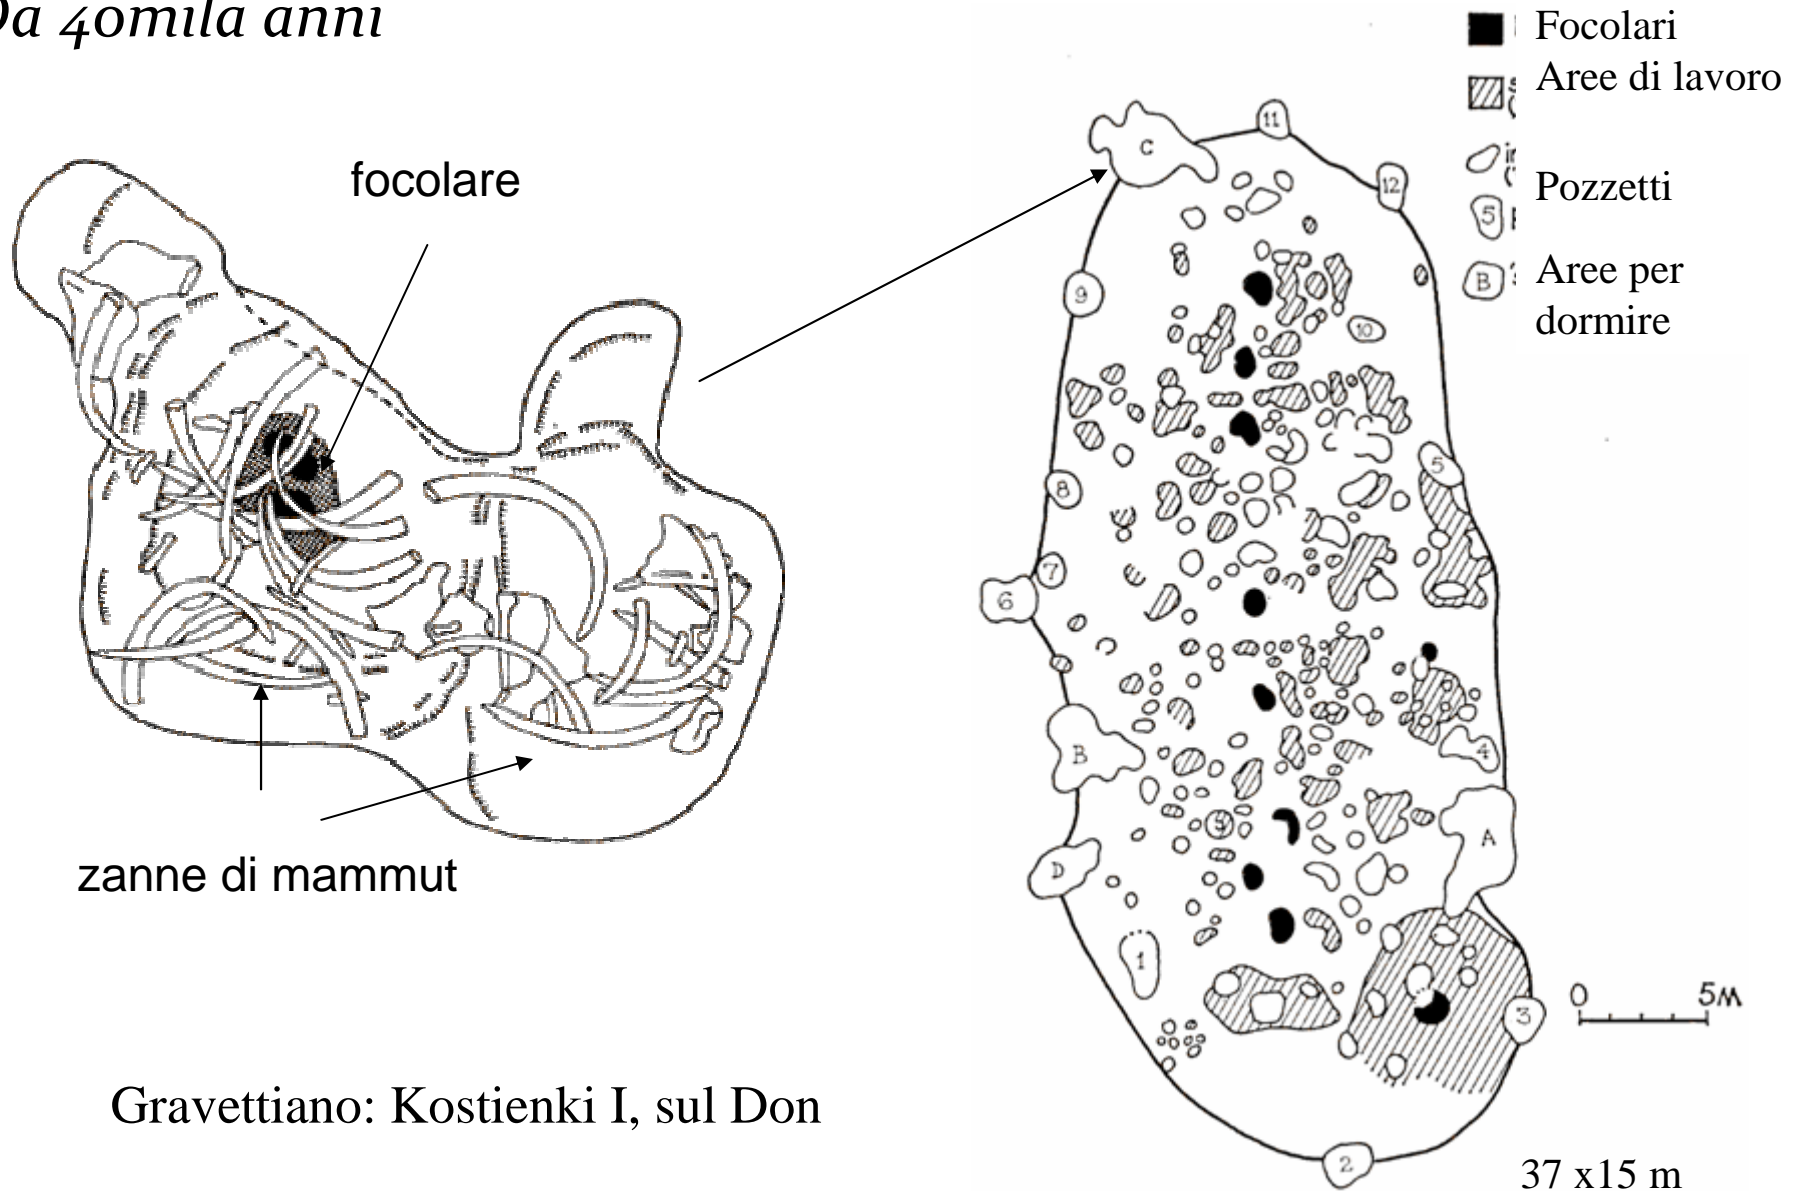 Da 40mila anni
focolare
zanne di mammut
Gravettiano: Kostienki I, sul Don
Focolari
Aree di lavoro
Pozzetti
5
B
Aree per
dormire
C
11
12
9
10
5
8
7
6
B
4
A
D
1
3
2
0 5M
37 x15 m